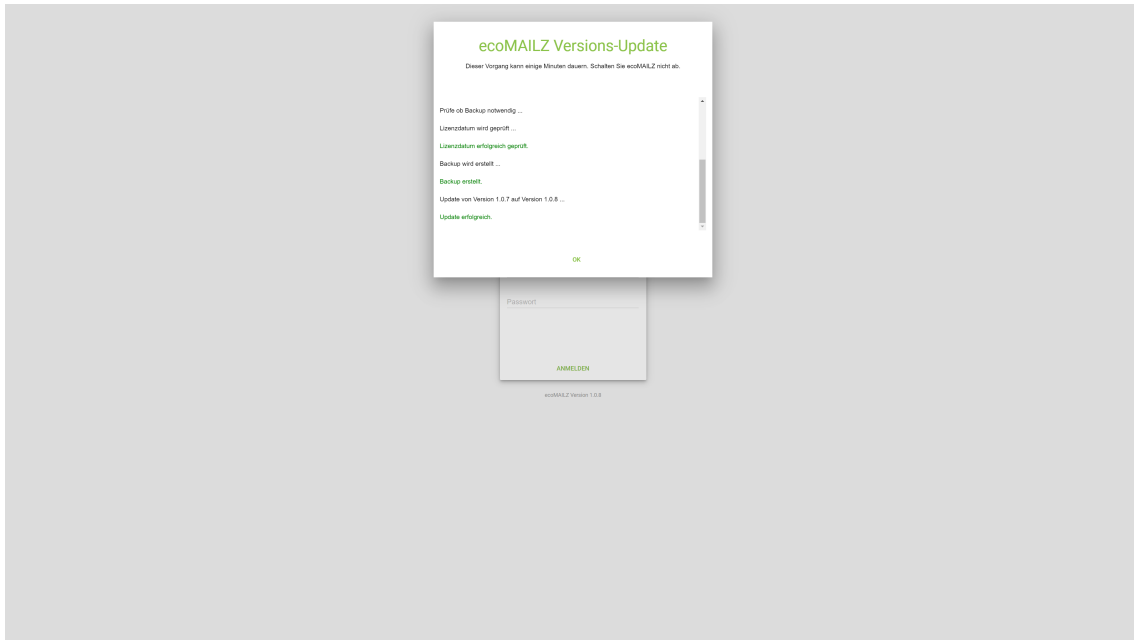 ecoMAILZ Versions-Update
Dieser Vorgang kann einige Minuten dauern. Schalten Sie ecoMAILZ nicht ab.
Prüfe ob Backup notwendig ...
Lizenzdatum wird geprüft ...
Lizenzdatum erfolgreich geprüft.
Backup wird erstellt ...
Backup erstellt.
Update von Version 1.0.7 auf Version 1.0.8 ...
Update erfolgreich.
OK
Passwort
ANMELDEN
ecoMAILZ Version 1.0.8